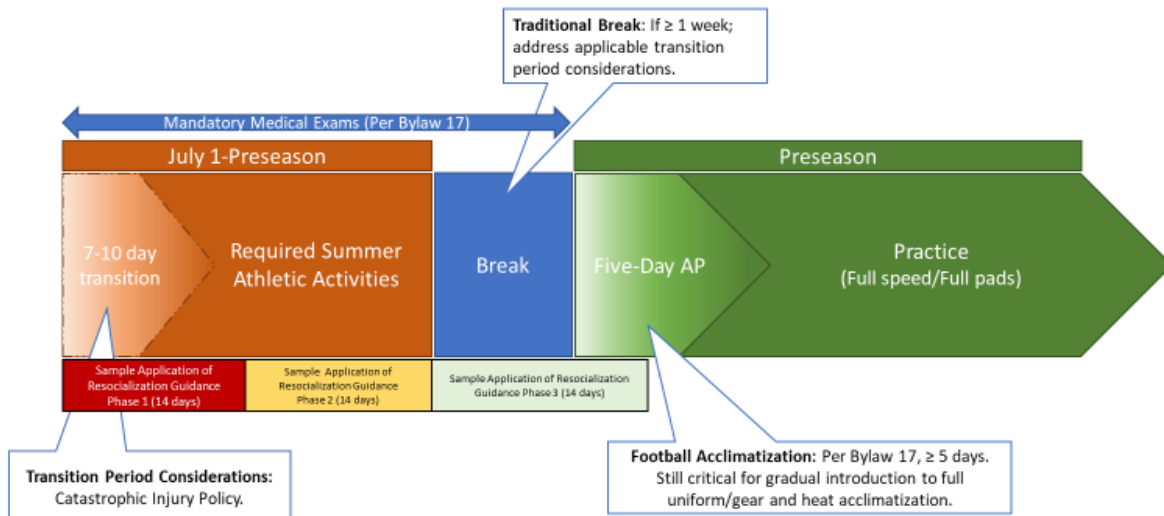 Traditional Break: If ≥ 1 week;
address applicable transition
period considerations.
Mandatory Medical Exams (Per Bylaw 17)
July 1-Preseason
Preseason
7-10 day
transition
Required Summer
Athletic Activities
Break
Five-Day AP
Practice
(Full speed/Full pads)
Sample Application of
Resocialization Guidance
Phase 1 (14 days)
Sample Application of
Resocialization Guidance
Phase 2 (14 days)
Sample Application of Resocialization
Guidance Phase 3 (14 days)
Transition Period Considerations:
Catastrophic Injury Policy.
Football Acclimatization: Per Bylaw 17, ≥ 5 days.
Still critical for gradual introduction to full
uniform/gear and heat acclimatization.